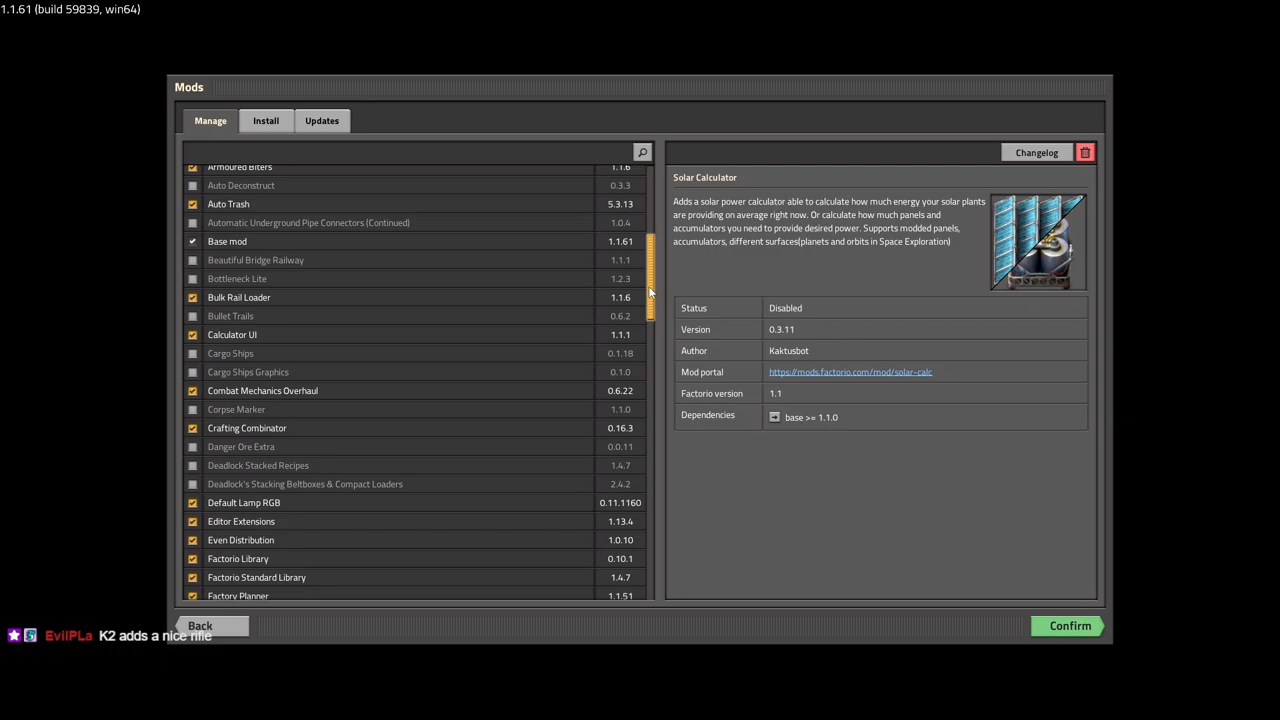 1.1.61 (build 59839, win64)
Mods
Manage Install Updates
Changelog
Armoured Biters 1.1.6
Auto Deconstruct 0.3.3
Auto Trash 5.3.13
Automatic Underground Pipe Connectors (Continued) 1.0.4
Base mod 1.1.61
Beautiful Bridge Railway 1.1.1
Bottleneck Lite 1.2.3
Bulk Rail Loader 1.1.6
Bullet Trails 0.6.2
Calculator UI 1.1.1
Cargo Ships 0.1.18
Cargo Ships Graphics 0.1.0
Combat Mechanics Overhaul 0.6.22
Corpse Marker 1.1.0
Crafting Combinator 0.16.3
Danger Ore Extra 0.0.11
Deadlock Stacked Recipes 1.4.7
Deadlock's Stacking Beltboxes & Compact Loaders 2.4.2
Default Lamp RGB 0.11.1160
Editor Extensions 1.13.4
Even Distribution 1.0.10
Factorio Library 0.10.1
Factorio Standard Library 1.4.7
Factory Planner 1.1.51
Solar Calculator
Adds a solar power calculator able to calculate how much energy your solar plants
are providing on average right now. Or calculate how much panels and
accumulators you need to provide desired power. Supports modded panels,
accumulators, different surfaces(planets and orbits in Space Exploration)
Status Disabled
Version 0.3.11
Author Kaktusbot
Mod portal https://mods.factorio.com/mod/solar-calc
Factorio version 1.1
Dependencies base >= 1.1.0
Back
Confirm
EvilPLa K2 adds a nice rifle